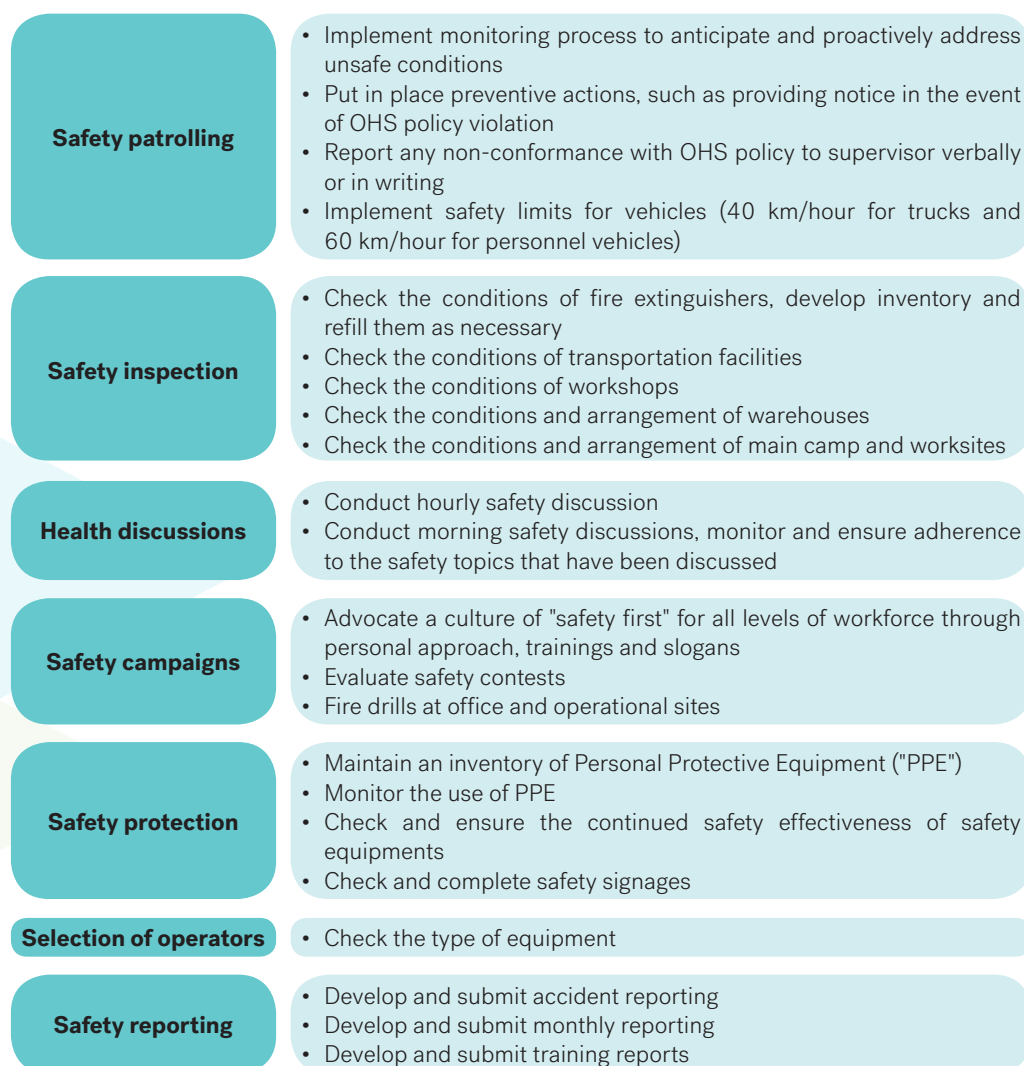 Safety patrolling
• Implement monitoring process to anticipate and proactively address
unsafe conditions
• Put in place preventive actions, such as providing notice in the event
of OHS policy violation
• Report any non-conformance with OHS policy to supervisor verbally
or in writing
• Implement safety limits for vehicles (40 km/hour for trucks and
60 km/hour for personnel vehicles)
Safety inspection
• Check the conditions of fire extinguishers, develop inventory and
refill them as necessary
• Check the conditions of transportation facilities
• Check the conditions of workshops
• Check the conditions and arrangement of warehouses
• Check the conditions and arrangement of main camp and worksites
Health discussions
• Conduct hourly safety discussion
• Conduct morning safety discussions, monitor and ensure adherence
to the safety topics that have been discussed
Safety campaigns
• Advocate a culture of "safety first" for all levels of workforce through
personal approach, trainings and slogans
• Evaluate safety contests
• Fire drills at office and operational sites
Safety protection
• Maintain an inventory of Personal Protective Equipment ("PPE")
• Monitor the use of PPE
• Check and ensure the continued safety effectiveness of safety
equipments
• Check and complete safety signages
Selection of operators
• Check the type of equipment
Safety reporting
• Develop and submit accident reporting
• Develop and submit monthly reporting
• Develop and submit training reports